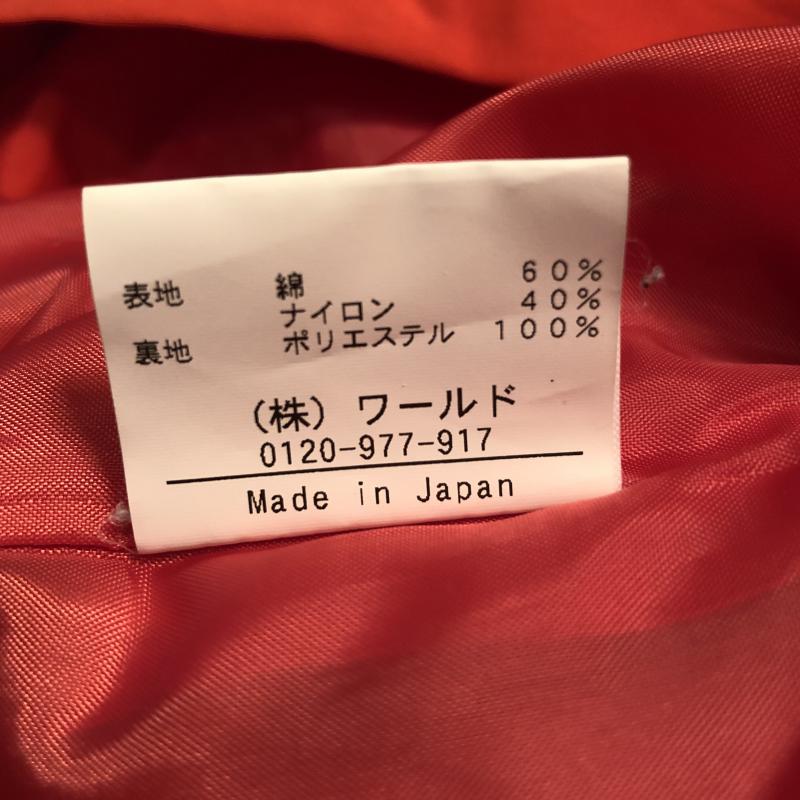 表地 綿 60%
ナイロン 40%
裏地 ポリエステル 100%
(株) ワールド
0120-977-917
Made in Japan